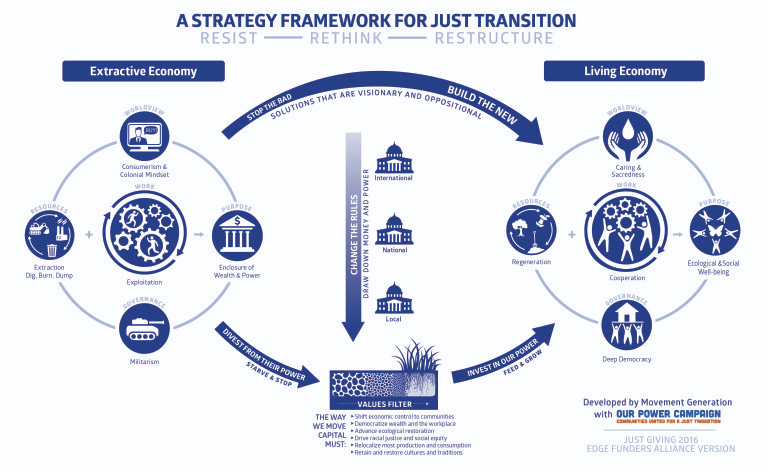 A STRATEGY FRAMEWORK FOR JUST TRANSITION
RESIST — RETHINK — RESTRUCTURE
Extractive Economy
WORLDVIEW
BUY!
Consumerism &
Colonial Mindset
RESOURCES
Extraction
Dig, Burn, Dump
+
WORK
Exploitation
PURPOSE
$
Enclosure of
Wealth & Power
GOVERNANCE
Militarism
STOP THE BAD
BUILD THE NEW
SOLUTIONS THAT ARE VISIONARY AND OPPOSITIONAL
CHANGE THE RULES
DRAW DOWN MONEY AND POWER
International
National
Local
Living Economy
WORLDVIEW
Caring &
Sacredness
RESOURCES
Regeneration
+
WORK
Cooperation
PURPOSE
Ecological &Social
Well-being
GOVERNANCE
Deep Democracy
DIVEST FROM THEIR POWER
STARVE & STOP
INVEST IN OUR POWER
FEED & GROW
VALUES FILTER
THE WAY
WE MOVE
CAPITAL
MUST:
Shift economic control to communities
Democratize wealth and the workplace
Advance ecological restoration
Drive racial justice and social equity
Relocalize most production and consumption
Retain and restore cultures and traditions
Developed by Movement Generation
with OUR POWER CAMPAIGN
COMMUNITIES UNITED FOR A JUST TRANSITION
JUST GIVING 2016
EDGE FUNDERS ALLIANCE VERSION